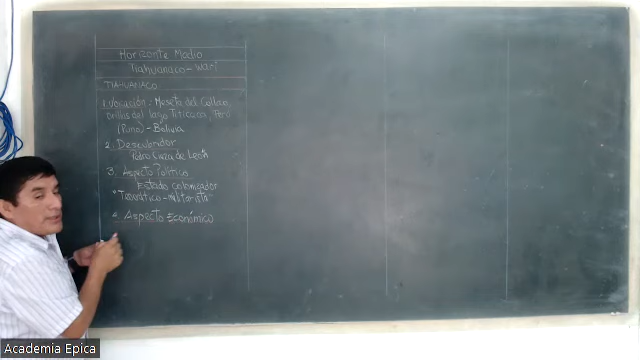 Horizonte Medio
Tiahuanaco - Wari
TIAHUANACO
1. Ubicación: Meseta del Collao,
orillas del lago Titicaca, Perú
(Puno) - Bolivia
2. Descubridor
Pedro Cieza de León
3. Aspecto Político
Estado colonizador
"Teocrático - militarista"
4. Aspecto Económico
Academia Epica